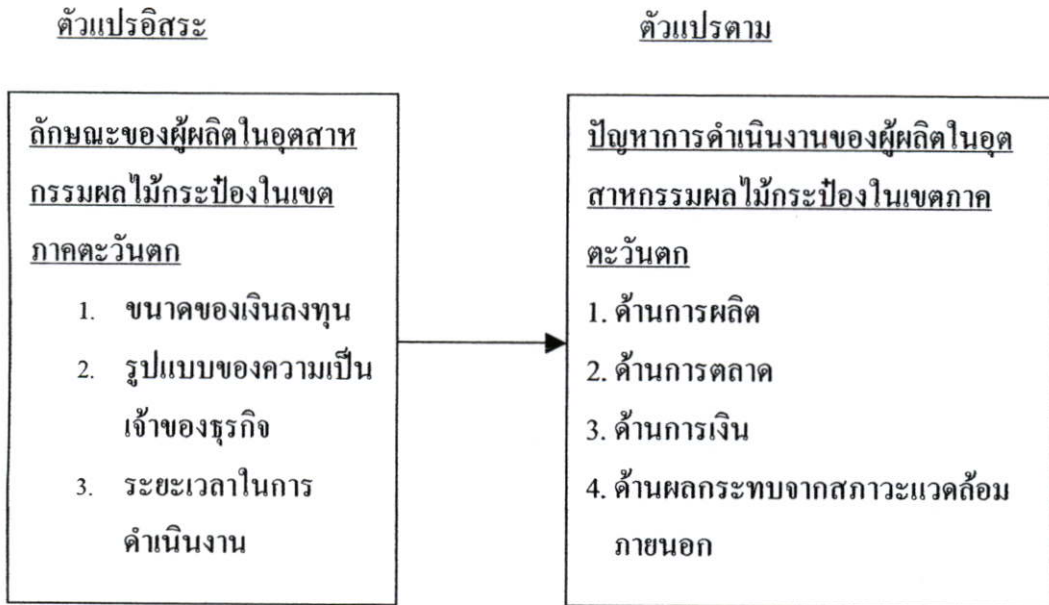 ตัวแปรอิสระ
ตัวแปรตาม
ลักษณะของผู้ผลิตในอุตสาห
กรรมผลไม้กระป๋องในเขต
ภาคตะวันตก
1. ขนาดของเงินลงทุน
2. รูปแบบของความเป็น
เจ้าของธุรกิจ
3. ระยะเวลาในการ
ดำเนินงาน
ปัญหาการดำเนินงานของผู้ผลิตในอุต
สาหกรรมผลไม้กระป๋องในเขตภาค
ตะวันตก
1. ด้านการผลิต
2. ด้านการตลาด
3. ด้านการเงิน
4. ด้านผลกระทบจากสภาวะแวดล้อม
ภายนอก